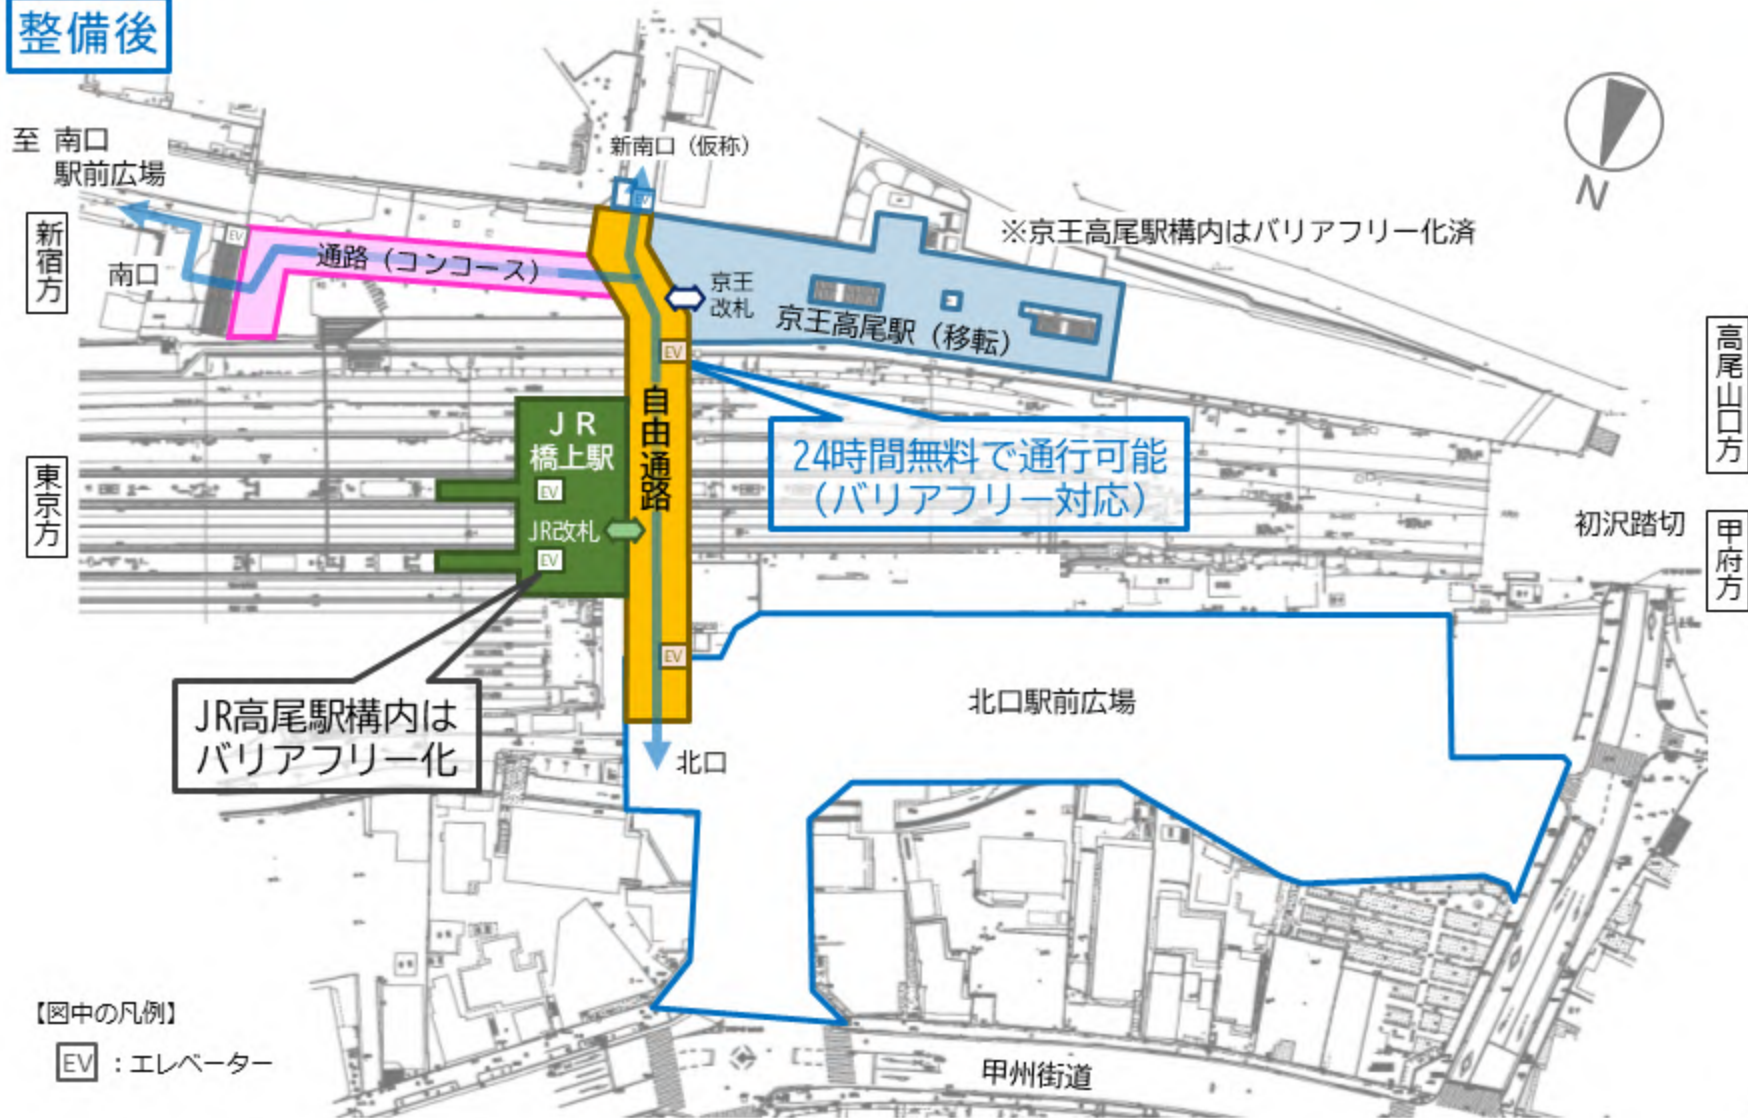 整備後
至 南口
駅前広場
新南口（仮称）
EV
N
新宿方
EV
南口
通路（コンコース）
※京王高尾駅構内はバリアフリー化済
京王
改札
京王高尾駅（移転）
EV
高尾山口方
自由通路
JR
橋上駅
EV
JR改札
EV
24時間無料で通行可能
（バリアフリー対応）
東京方
初沢踏切
甲府方
EV
JR高尾駅構内は
バリアフリー化
北口駅前広場
北口
【図中の凡例】
EV：エレベーター
甲州街道